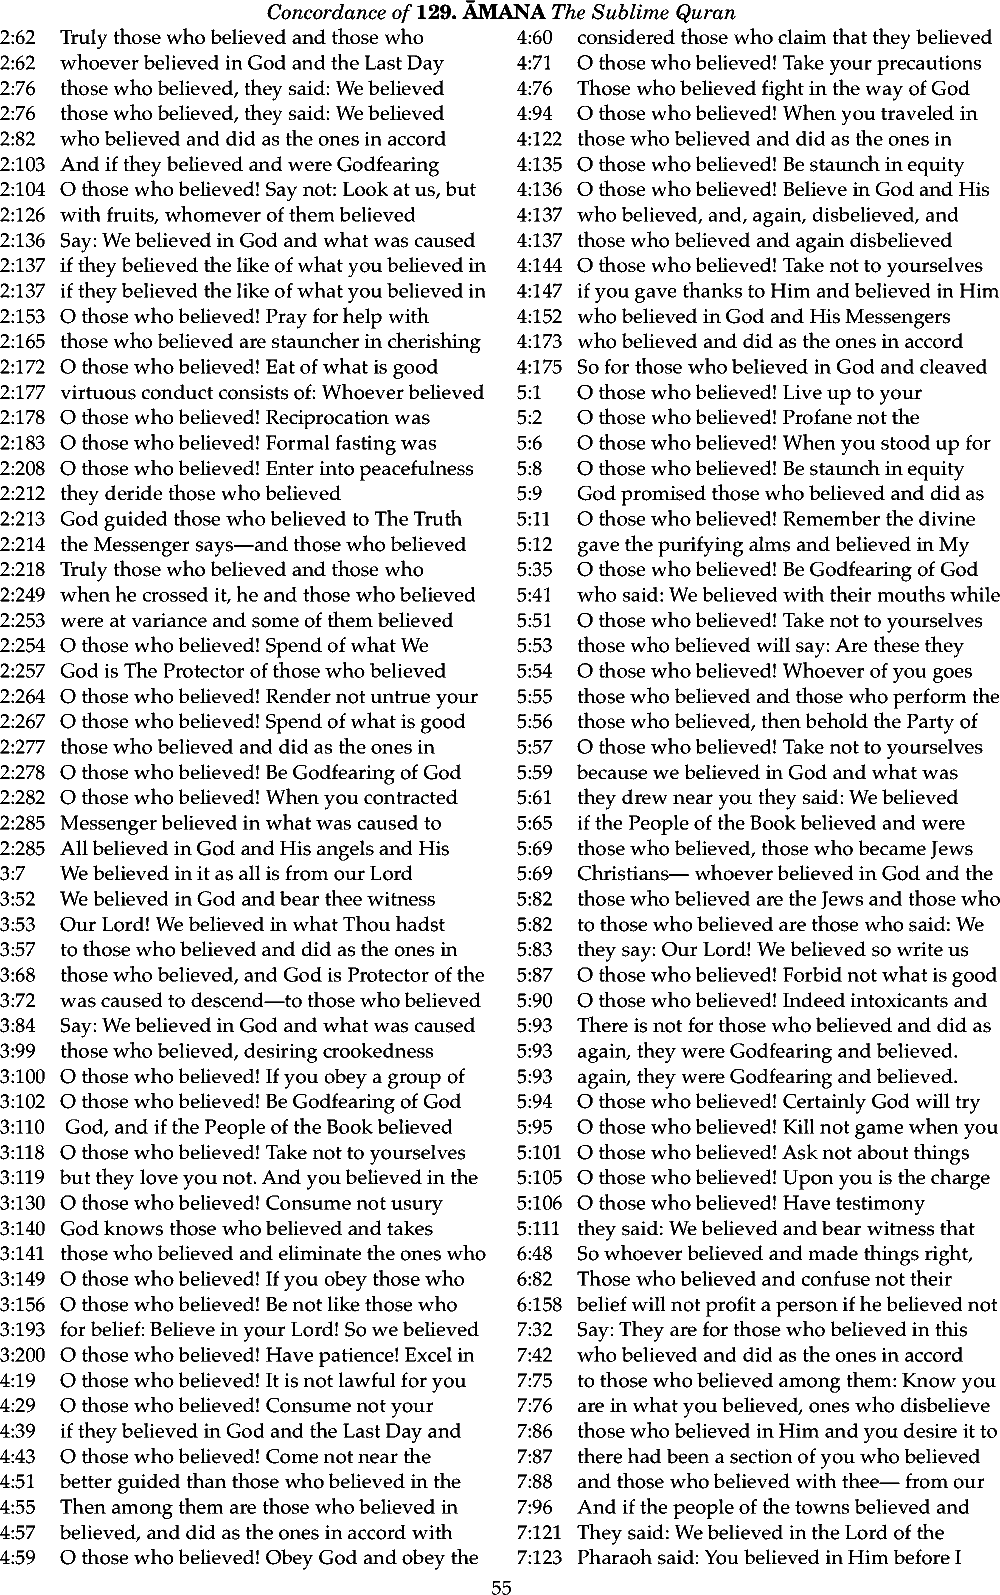 Concordance of 129. ĀMANA The Sublime Quran
2:62 Truly those who believed and those who
2:62 whoever believed in God and the Last Day
2:76 those who believed, they said: We believed
2:76 those who believed, they said: We believed
2:82 who believed and did as the ones in accord
2:103 And if they believed and were Godfearing
2:104 O those who believed! Say not: Look at us, but
2:126 with fruits, whomever of them believed
2:136 Say: We believed in God and what was caused
2:137 if they believed the like of what you believed in
2:137 if they believed the like of what you believed in
2:153 O those who believed! Pray for help with
2:165 those who believed are stauncher in cherishing
2:172 O those who believed! Eat of what is good
2:177 virtuous conduct consists of: Whoever believed
2:178 O those who believed! Reciprocation was
2:183 O those who believed! Formal fasting was
2:208 O those who believed! Enter into peacefulness
2:212 they deride those who believed
2:213 God guided those who believed to The Truth
2:214 the Messenger says—and those who believed
2:218 Truly those who believed and those who
2:249 when he crossed it, he and those who believed
2:253 were at variance and some of them believed
2:254 O those who believed! Spend of what We
2:257 God is The Protector of those who believed
2:264 O those who believed! Render not untrue your
2:267 O those who believed! Spend of what is good
2:277 those who believed and did as the ones in
2:278 O those who believed! Be Godfearing of God
2:282 O those who believed! When you contracted
2:285 Messenger believed in what was caused to
2:285 All believed in God and His angels and His
3:7 We believed in it as all is from our Lord
3:52 We believed in God and bear thee witness
3:53 Our Lord! We believed in what Thou hadst
3:57 to those who believed and did as the ones in
3:68 those who believed, and God is Protector of the
3:72 was caused to descend—to those who believed
3:84 Say: We believed in God and what was caused
3:99 those who believed, desiring crookedness
3:100 O those who believed! If you obey a group of
3:102 O those who believed! Be Godfearing of God
3:110 God, and if the People of the Book believed
3:118 O those who believed! Take not to yourselves
3:119 but they love you not. And you believed in the
3:130 O those who believed! Consume not usury
3:140 God knows those who believed and takes
3:141 those who believed and eliminate the ones who
3:149 O those who believed! If you obey those who
3:156 O those who believed! Be not like those who
3:193 for belief: Believe in your Lord! So we believed
3:200 O those who believed! Have patience! Excel in
4:19 O those who believed! It is not lawful for you
4:29 O those who believed! Consume not your
4:39 if they believed in God and the Last Day and
4:43 O those who believed! Come not near the
4:51 better guided than those who believed in the
4:55 Then among them are those who believed in
4:57 believed, and did as the ones in accord with
4:59 O those who believed! Obey God and obey the
4:60 considered those who claim that they believed
4:71 O those who believed! Take your precautions
4:76 Those who believed fight in the way of God
4:94 O those who believed! When you traveled in
4:122 those who believed and did as the ones in
4:135 O those who believed! Be staunch in equity
4:136 O those who believed! Believe in God and His
4:137 who believed, and, again, disbelieved, and
4:137 those who believed and again disbelieved
4:144 O those who believed! Take not to yourselves
4:147 if you gave thanks to Him and believed in Him
4:152 who believed in God and His Messengers
4:173 who believed and did as the ones in accord
4:175 So for those who believed in God and cleaved
5:1 O those who believed! Live up to your
5:2 O those who believed! Profane not the
5:6 O those who believed! When you stood up for
5:8 O those who believed! Be staunch in equity
5:9 God promised those who believed and did as
5:11 O those who believed! Remember the divine
5:12 gave the purifying alms and believed in My
5:35 O those who believed! Be Godfearing of God
5:41 who said: We believed with their mouths while
5:51 O those who believed! Take not to yourselves
5:53 those who believed will say: Are these they
5:54 O those who believed! Whoever of you goes
5:55 those who believed and those who perform the
5:56 those who believed, then behold the Party of
5:57 O those who believed! Take not to yourselves
5:59 because we believed in God and what was
5:61 they drew near you they said: We believed
5:65 if the People of the Book believed and were
5:69 those who believed, those who became Jews
5:69 Christians— whoever believed in God and the
5:82 those who believed are the Jews and those who
5:82 to those who believed are those who said: We
5:83 they say: Our Lord! We believed so write us
5:87 O those who believed! Forbid not what is good
5:90 O those who believed! Indeed intoxicants and
5:93 There is not for those who believed and did as
5:93 again, they were Godfearing and believed.
5:93 again, they were Godfearing and believed.
5:94 O those who believed! Certainly God will try
5:95 O those who believed! Kill not game when you
5:101 O those who believed! Ask not about things
5:105 O those who believed! Upon you is the charge
5:106 O those who believed! Have testimony
5:111 they said: We believed and bear witness that
6:48 So whoever believed and made things right,
6:82 Those who believed and confuse not their
6:158 belief will not profit a person if he believed not
7:32 Say: They are for those who believed in this
7:42 who believed and did as the ones in accord
7:75 to those who believed among them: Know you
7:76 are in what you believed, ones who disbelieve
7:86 those who believed in Him and you desire it to
7:87 there had been a section of you who believed
7:88 and those who believed with thee— from our
7:96 And if the people of the towns believed and
7:121 They said: We believed in the Lord of the
7:123 Pharaoh said: You believed in Him before I
55